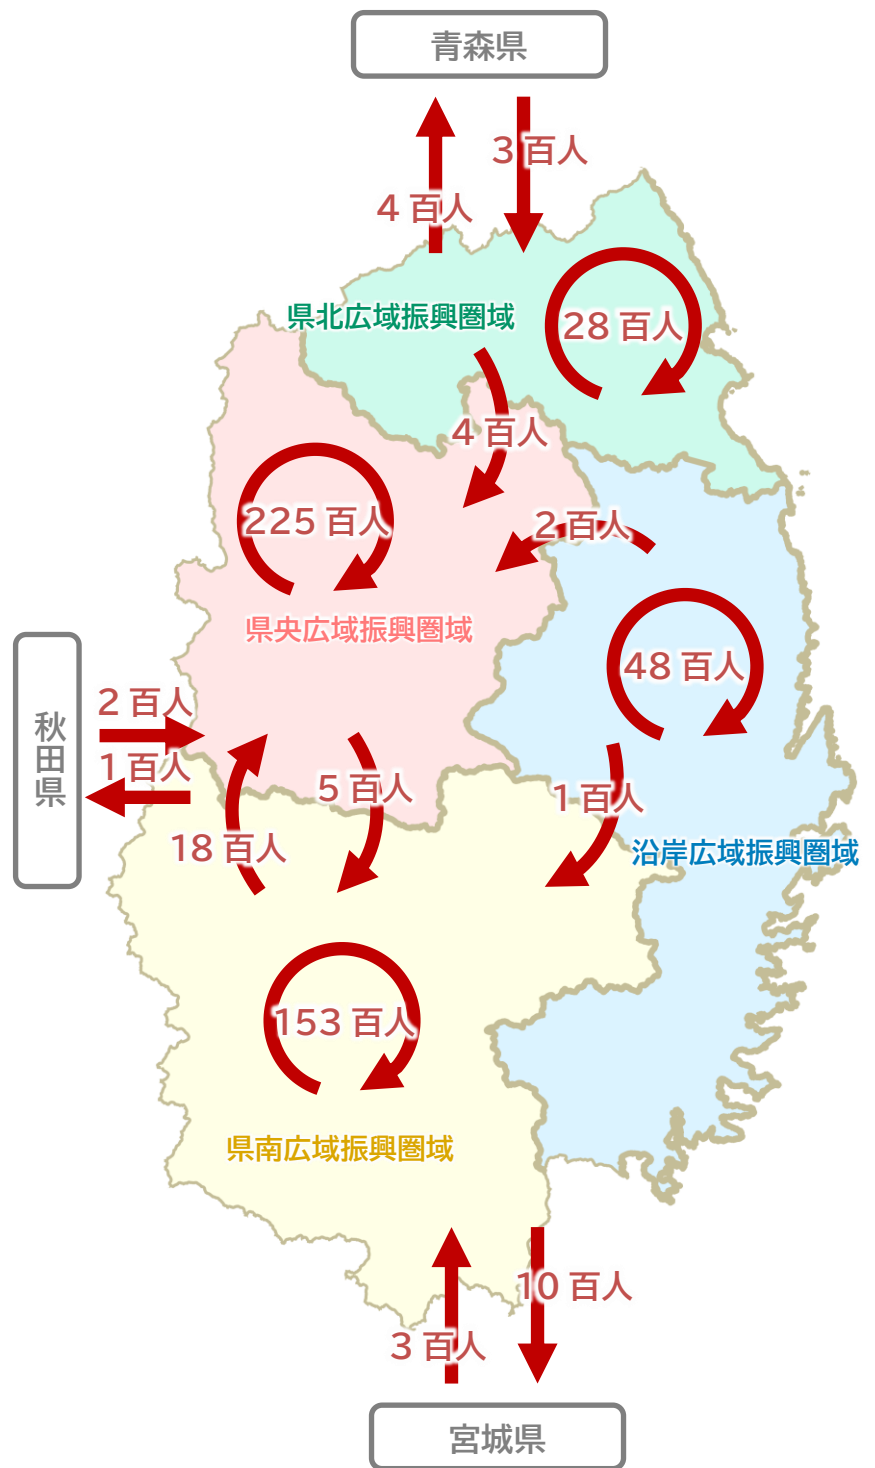 青森県
3 百人
4 百人
県北広域振興圏域
28 百人
4 百人
225 百人
2 百人
県央広域振興圏域
48 百人
秋田県
2 百人
1 百人
5 百人
1 百人
18 百人
沿岸広域振興圏域
153 百人
県南広域振興圏域
10 百人
3 百人
宮城県